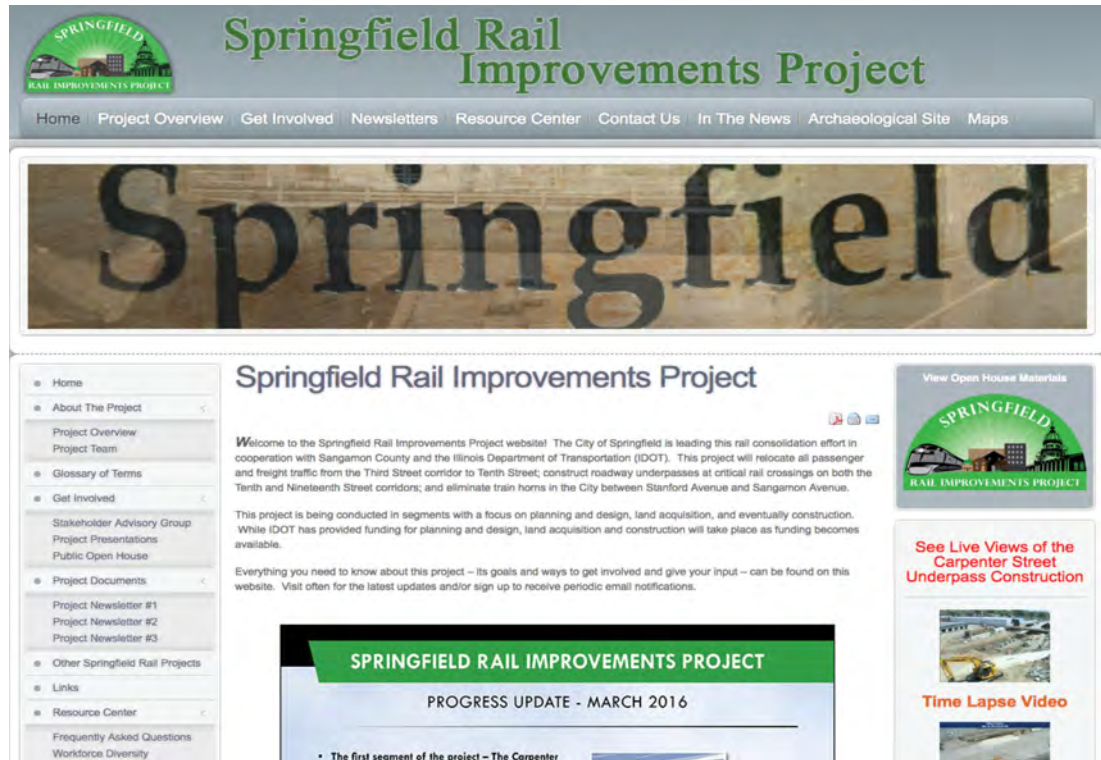 SPRINGFIELD
RAIL IMPROVEMENTS PROJECT
Springfield Rail
Improvements Project
Home Project Overview Get Involved Newsletters Resource Center Contact Us In The News Archaeological Site Maps
Springfield
Home
About The Project
Project Overview
Project Team
Glossary of Terms
Get Involved
Stakeholder Advisory Group
Project Presentations
Public Open House
Project Documents
Project Newsletter #1
Project Newsletter #2
Project Newsletter #3
Other Springfield Rail Projects
Links
Resource Center
Frequently Asked Questions
Workforce Diversity
Springfield Rail Improvements Project
Welcome to the Springfield Rail Improvements Project website! The City of Springfield is leading this rail consolidation effort in
cooperation with Sangamon County and the Illinois Department of Transportation (IDOT). This project will relocate all passenger
and freight traffic from the Third Street corridor to Tenth Street; construct roadway underpasses at critical rail crossings on both the
Tenth and Nineteenth Street corridors; and eliminate train horns in the City between Stanford Avenue and Sangamon Avenue.
This project is being conducted in segments with a focus on planning and design, land acquisition, and eventually construction.
While IDOT has provided funding for planning and design, land acquisition and construction will take place as funding becomes
available.
Everything you need to know about this project – its goals and ways to get involved and give your input – can be found on this
website. Visit often for the latest updates and/or sign up to receive periodic email notifications.
SPRINGFIELD RAIL IMPROVEMENTS PROJECT
PROGRESS UPDATE - MARCH 2016
• The first segment of the project – The Carpenter
View Open House Materials
SPRINGFIELD
RAIL IMPROVEMENTS PROJECT
See Live Views of the
Carpenter Street
Underpass Construction
Time Lapse Video